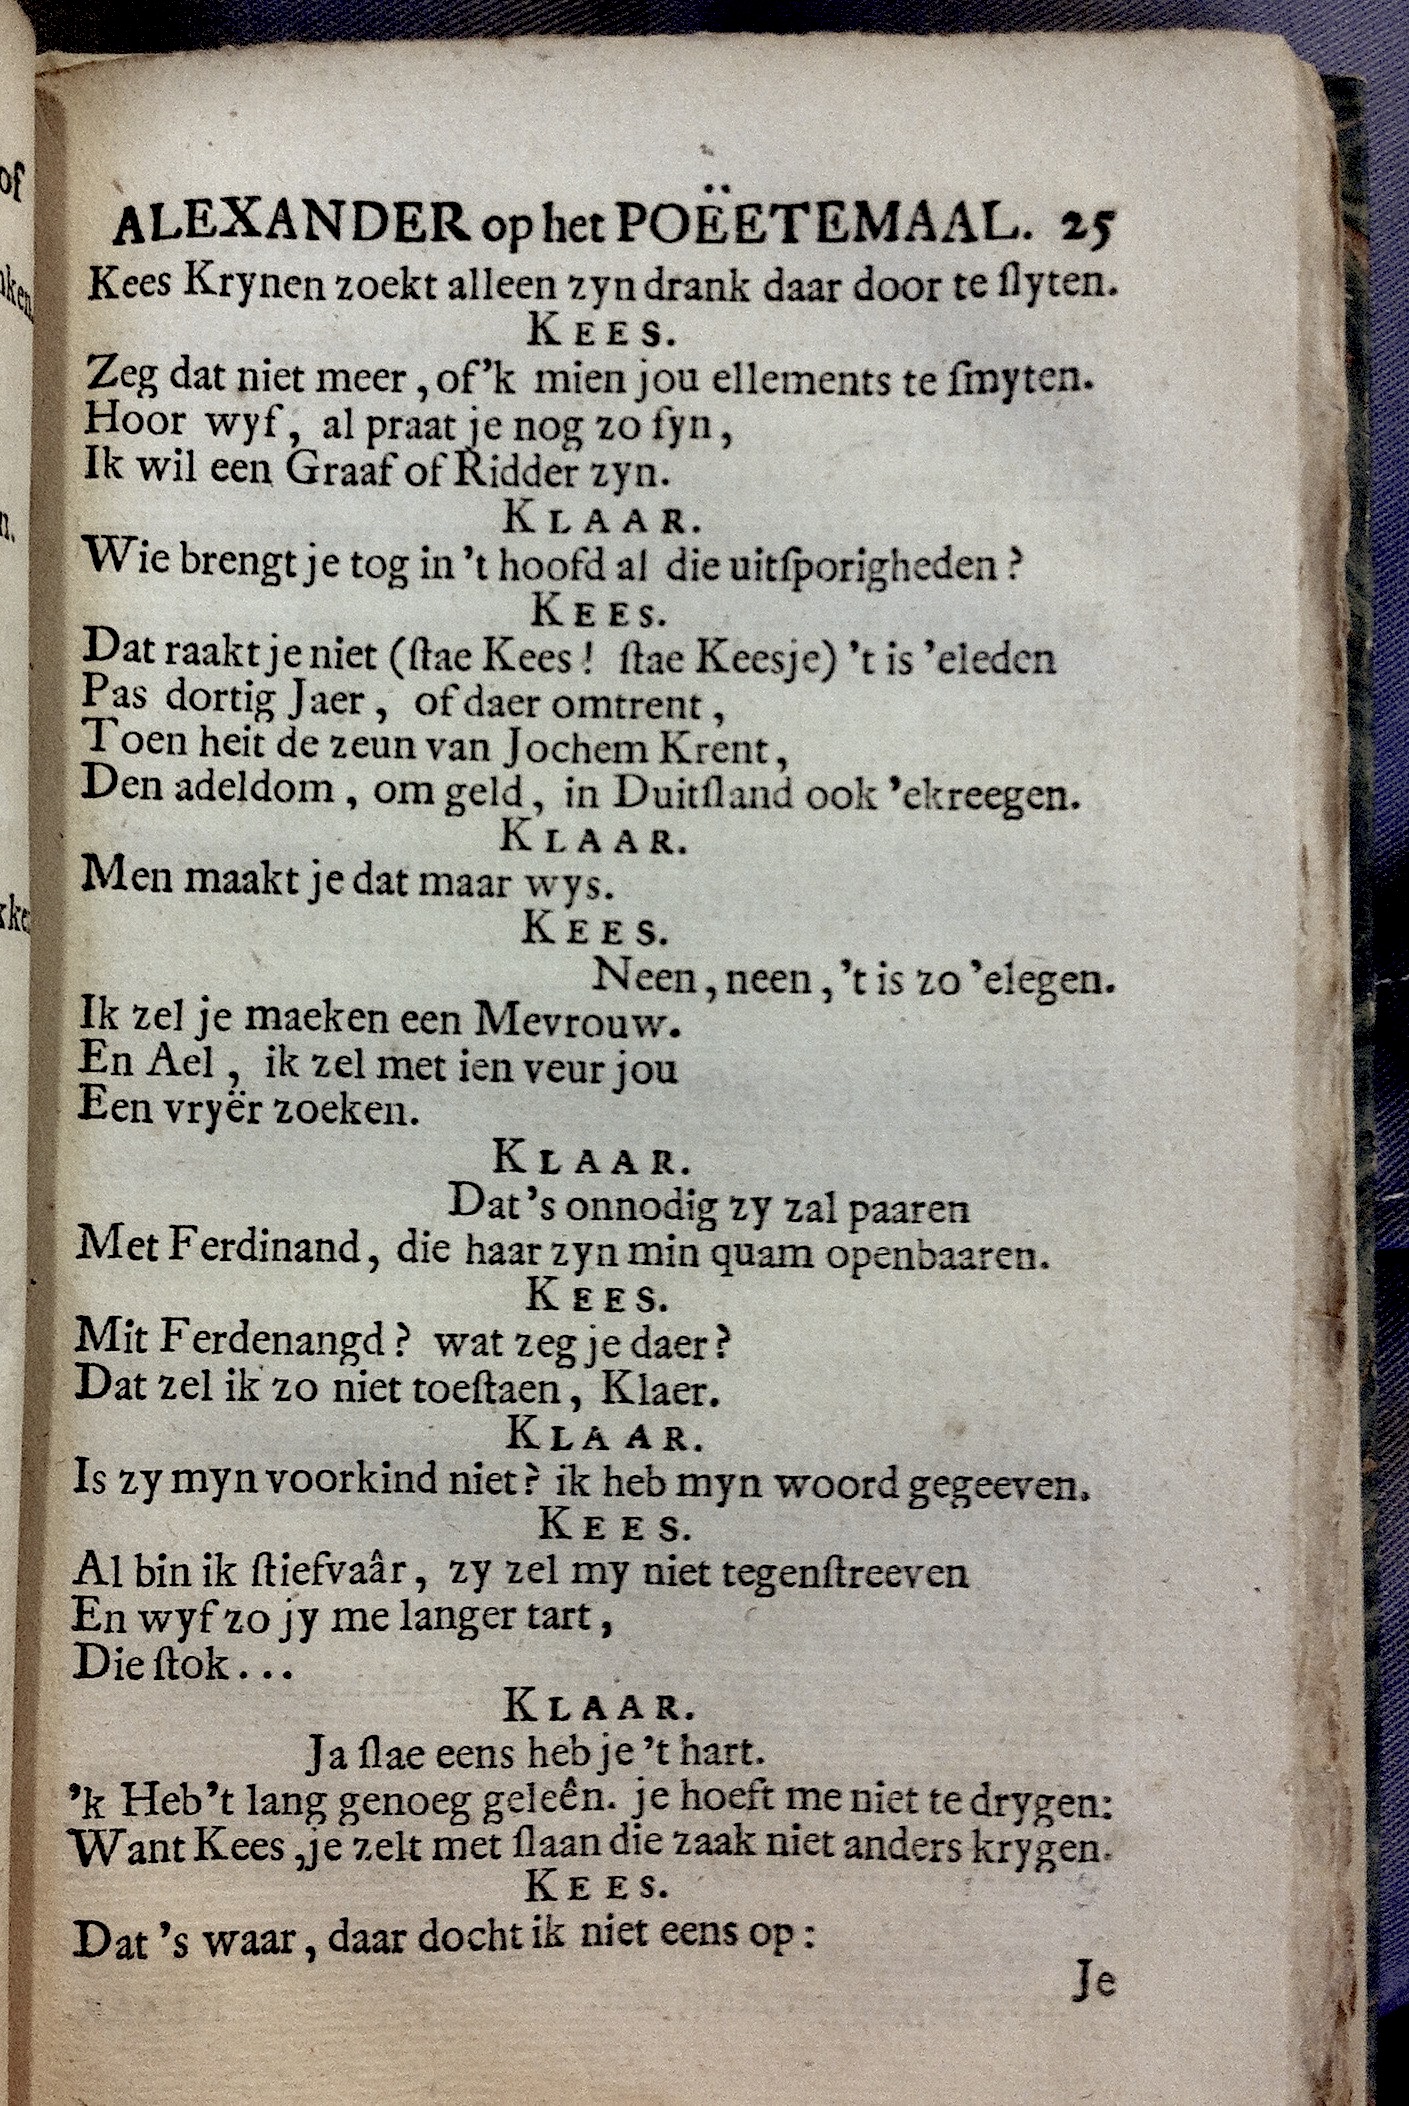 ALEXANDER op het POËETEMAAL. 25
Kees Krynen zoekt alleen zyn drank daar door te ſlyten.
KEES.
Zeg dat niet meer, of 'k mien jou ellements te ſmyten.
Hoor wyf, al praat je nog zo fyn,
Ik wil een Graaf of Ridder zyn.
KLAAR.
Wie brengt je tog in 't hoofd al die uitſporigheden?
KEES.
Dat raakt je niet (ſtae Kees! ſtae Keesje) 't is 'eleden
Pas dortig Jaer, of daer omtrent,
Toen heit de zeun van Jochem Krent,
Den adeldom, om geld, in Duitſland ook 'ekreegen.
KLAAR.
Men maakt je dat maar wys.
KEES.
Neen, neen, 't is zo 'elegen.
Ik zel je maeken een Mevrouw.
En Ael, ik zel met ien veur jou
Een vryër zoeken.
KLAAR.
Dat's onnodig zy zal paaren
Met Ferdinand, die haar zyn min quam openbaaren.
KEES.
Mit Ferdenangd? wat zeg je daer?
Dat zel ik zo niet toeſtaen, Klaer.
KLAAR.
Is zy myn voorkind niet? ik heb myn woord gegeeven.
KEES.
Al bin ik ſtiefvaâr, zy zel my niet tegenſtreeven
En wyf zo jy me langer tart,
Die ſtok...
KLAAR.
Ja ſlae eens heb je 't hart.
'k Heb 't lang genoeg geleên. je hoeft me niet te drygen:
Want Kees, je zelt met ſlaan die zaak niet anders krygen.
KEES.
Dat 's waar, daar docht ik niet eens op:
Je